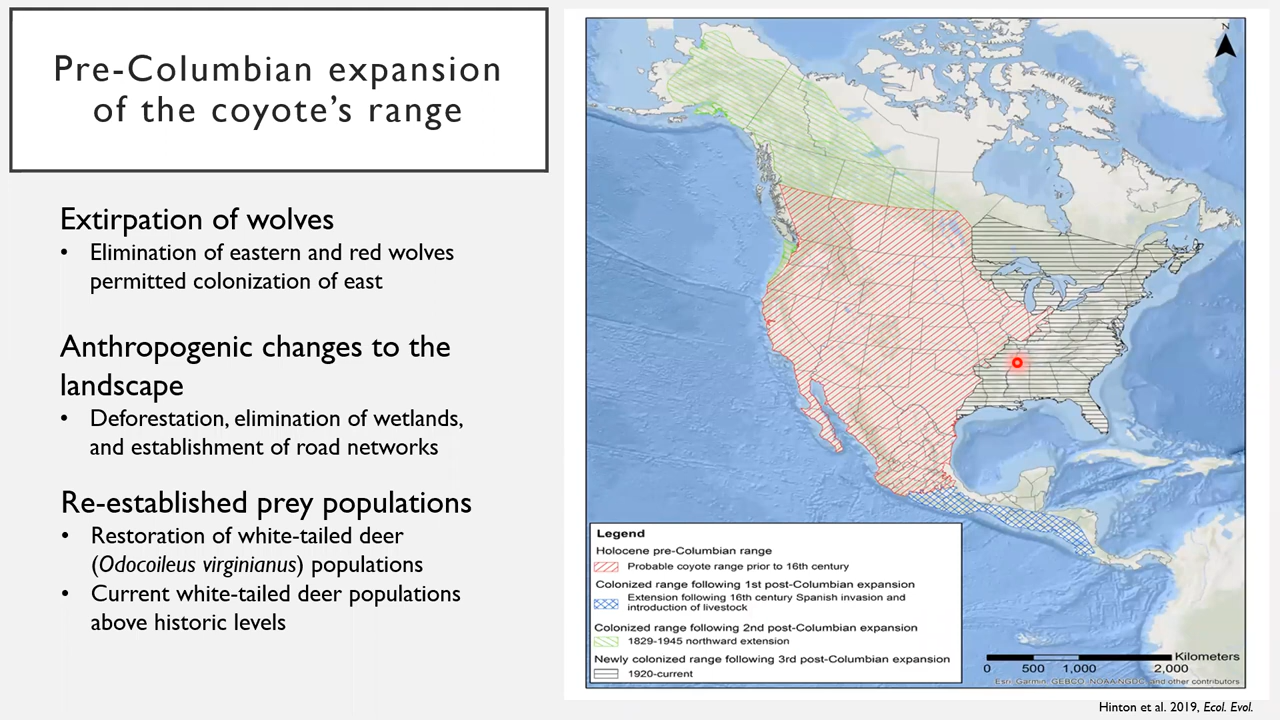 Pre-Columbian expansion
of the coyote's range
Extirpation of wolves
• Elimination of eastern and red wolves
permitted colonization of east
Anthropogenic changes to the
landscape
• Deforestation, elimination of wetlands,
and establishment of road networks
Re-established prey populations
• Restoration of white-tailed deer
(Odocoileus virginianus) populations
• Current white-tailed deer populations
above historic levels
N
Legend
Holocene pre-Columbian range
Probable coyote range prior to 16th century
Colonized range following 1st post-Columbian expansion
Extension following 16th century Spanish invasion and
introduction of livestock
Colonized range following 2nd post-Columbian expansion
1829-1945 northward extension
Newly colonized range following 3rd post-Columbian expansion
1920-current
Kilometers
0 500 1,000 2,000
Esri, Garmin, GEBCO, NOAA NGDC, and other contributors
Hinton et al. 2019, Ecol. Evol.